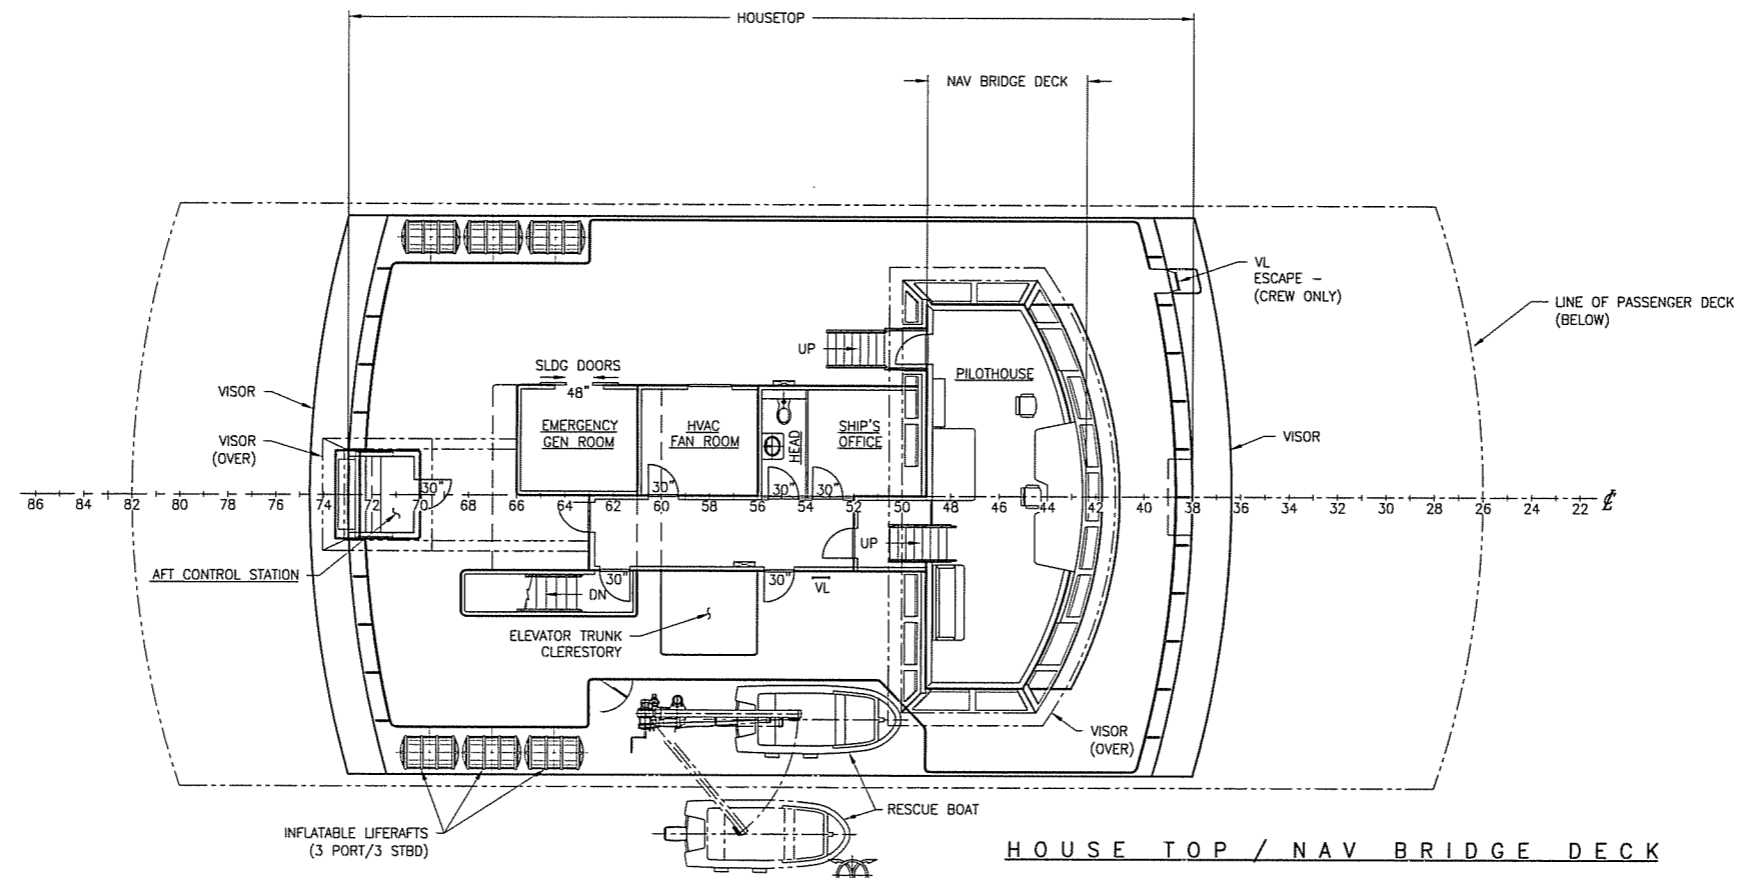 HOUSETOP
NAV BRIDGE DECK
VL
ESCAPE –
(CREW ONLY)
LINE OF PASSENGER DECK
(BELOW)
UP
SLDG DOORS
48"
PILOTHOUSE
VISOR
VISOR
(OVER)
EMERGENCY
GEN ROOM
HVAC
FAN ROOM
HEAD
SHIP'S
OFFICE
VISOR
30"
30"
30"
30"
86 84 82 80 78 76 74 72 70 68 66 64 62 60 58 56 54 52 50 48 46 44 42 40 38 36 34 32 30 28 26 24 22 ℄
UP
AFT CONTROL STATION
30"
30"
VL
DN
ELEVATOR TRUNK
CLERESTORY
VISOR
(OVER)
RESCUE BOAT
INFLATABLE LIFERAFTS
(3 PORT/3 STBD)
HOUSE TOP / NAV BRIDGE DECK